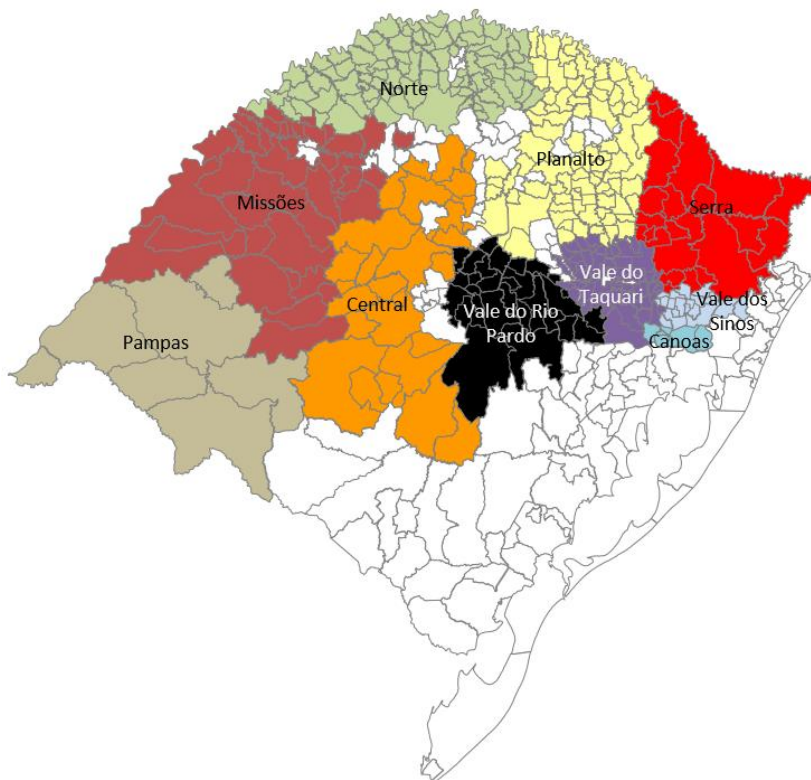 Norte
Planalto
Missões
Serra
Vale do
Taquari
Central
Vale do Rio
Pardo
Vale dos
Sinos
Pampas
Canoas